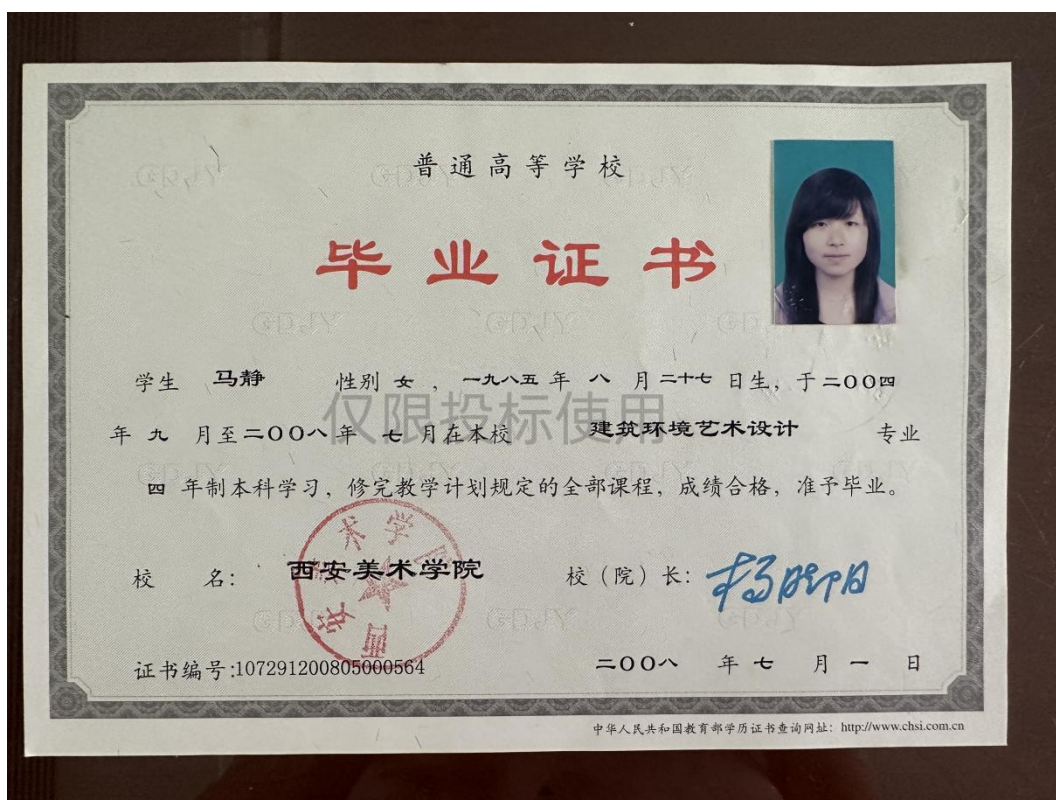 普通高等学校
毕业证书
学生 马静 性别 女 ，一九八五 年 八 月 二十七 日生，于 二〇〇四
仅限投标使用
年 九 月至 二〇〇八 年 七 月在本校 建筑环境艺术设计 专业
四 年制本科学习，修完教学计划规定的全部课程，成绩合格，准予毕业。
校 名： 西安美术学院 校（院）长：
西安美术学院
证书编号:107291200805000564 二〇〇八 年 七 月 一 日
中华人民共和国教育部学历证书查询网址：http://www.chsi.com.cn